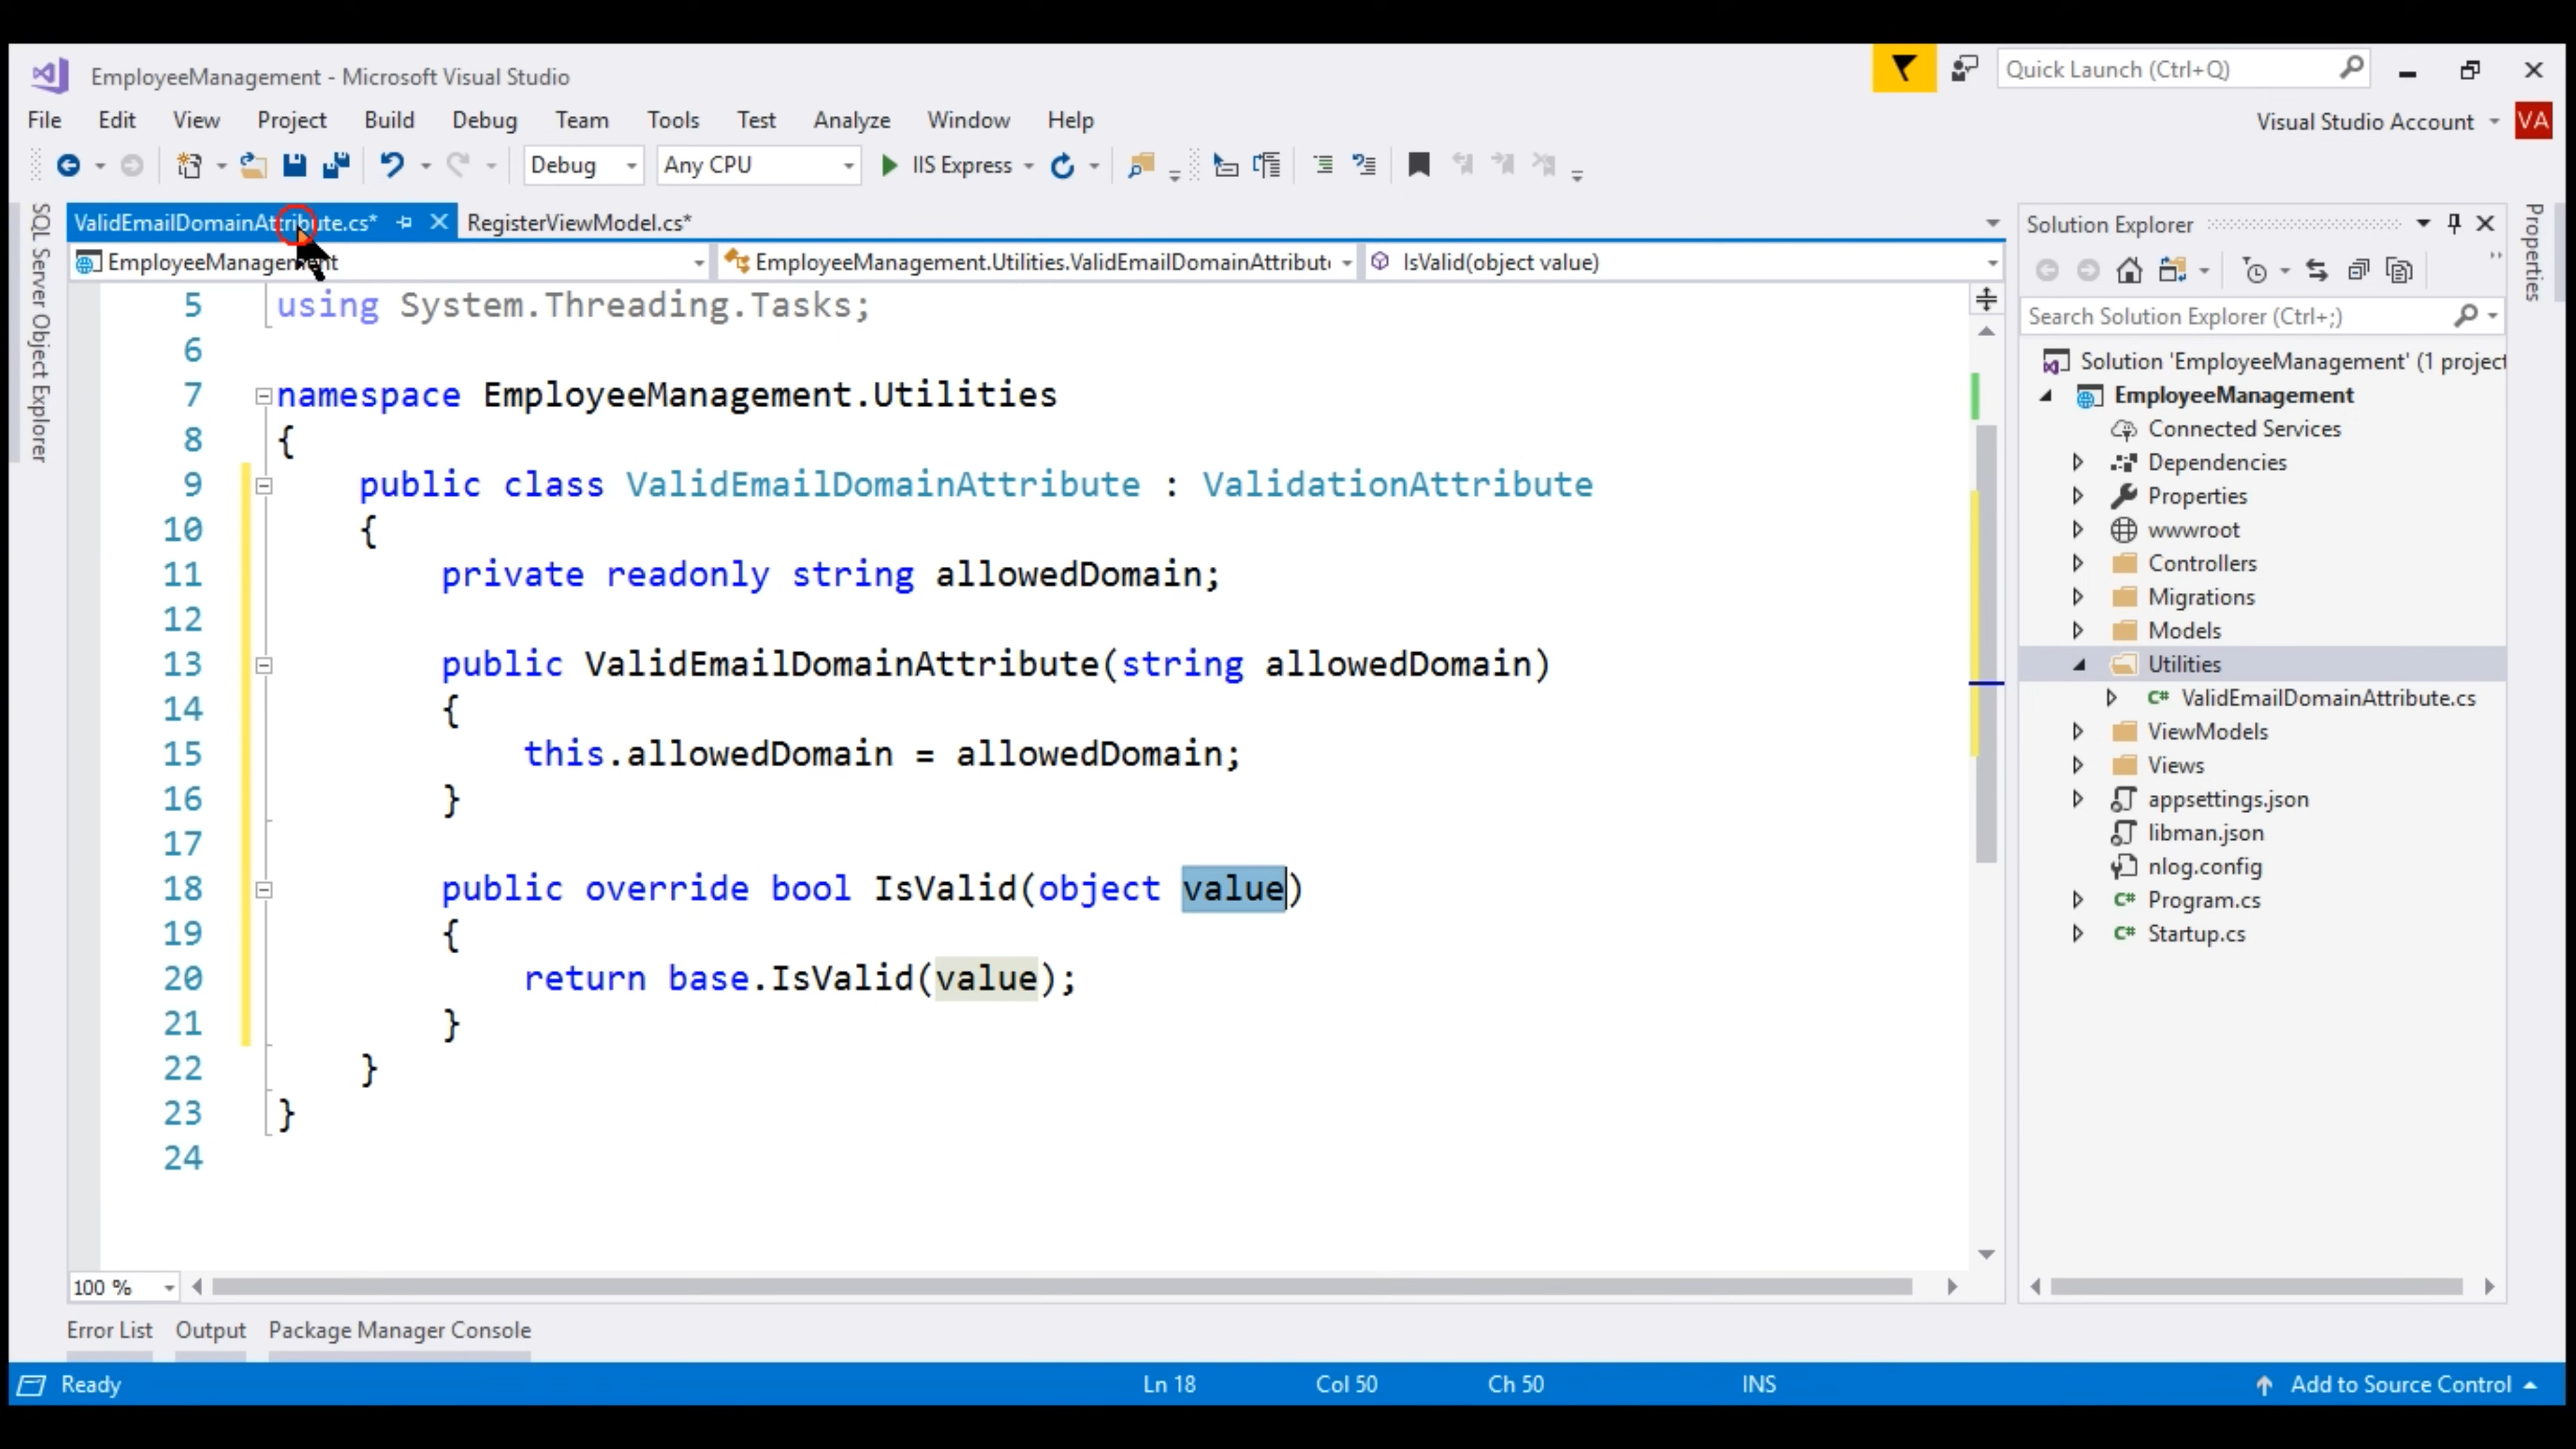 EmployeeManagement - Microsoft Visual Studio
Quick Launch (Ctrl+Q)
File Edit View Project Build Debug Team Tools Test Analyze Window Help
Visual Studio Account VA
Debug Any CPU IIS Express
SQL Server Object Explorer
ValidEmailDomainAttribute.cs* RegisterViewModel.cs*
EmployeeManagement EmployeeManagement.Utilities.ValidEmailDomainAttribut IsValid(object value)
5 using System.Threading.Tasks;
6
7 namespace EmployeeManagement.Utilities
8 {
9 public class ValidEmailDomainAttribute : ValidationAttribute
10 {
11 private readonly string allowedDomain;
12
13 public ValidEmailDomainAttribute(string allowedDomain)
14 {
15 this.allowedDomain = allowedDomain;
16 }
17
18 public override bool IsValid(object value)
19 {
20 return base.IsValid(value);
21 }
22 }
23 }
24
100 %
Solution Explorer
Search Solution Explorer (Ctrl+;)
Solution 'EmployeeManagement' (1 project
EmployeeManagement
Connected Services
Dependencies
Properties
wwwroot
Controllers
Migrations
Models
Utilities
C# ValidEmailDomainAttribute.cs
ViewModels
Views
appsettings.json
libman.json
nlog.config
C# Program.cs
C# Startup.cs
Properties
Error List Output Package Manager Console
Ready Ln 18 Col 50 Ch 50 INS Add to Source Control